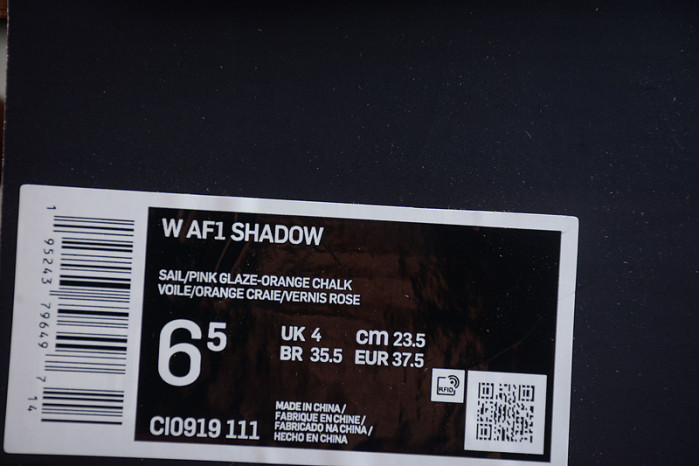 W AF1 SHADOW
SAIL/PINK GLAZE-ORANGE CHALK
VOILE/ORANGE CRAIE/VERNIS ROSE
6⁵
UK 4 cm 23.5
BR 35.5 EUR 37.5
RFID
CI0919 111
MADE IN CHINA/
FABRIQUE EN CHINE/
FABRICADO NA CHINA/
HECHO EN CHINA
1 95243 79649 7 14